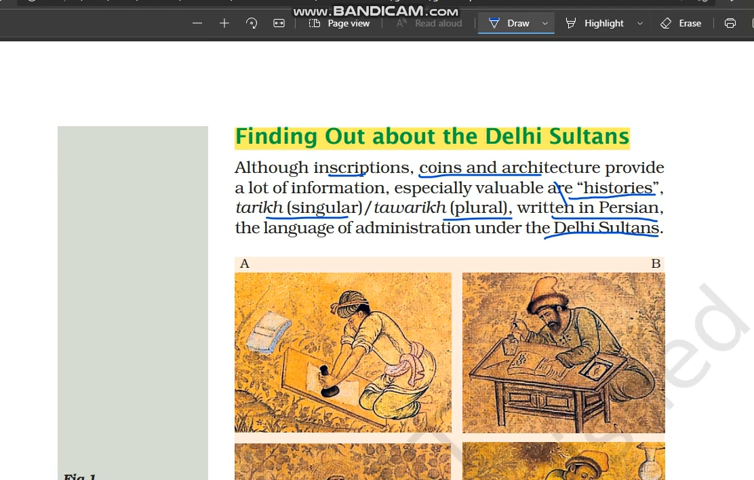 WWW.BANDICAM.COM
Page view
Read aloud
Draw
Highlight
Erase
Finding Out about the Delhi Sultans
Although inscriptions, coins and architecture provide
a lot of information, especially valuable are “histories”,
tarikh (singular)/tawarikh (plural), written in Persian,
the language of administration under the Delhi Sultans.
A
B
Fig.1